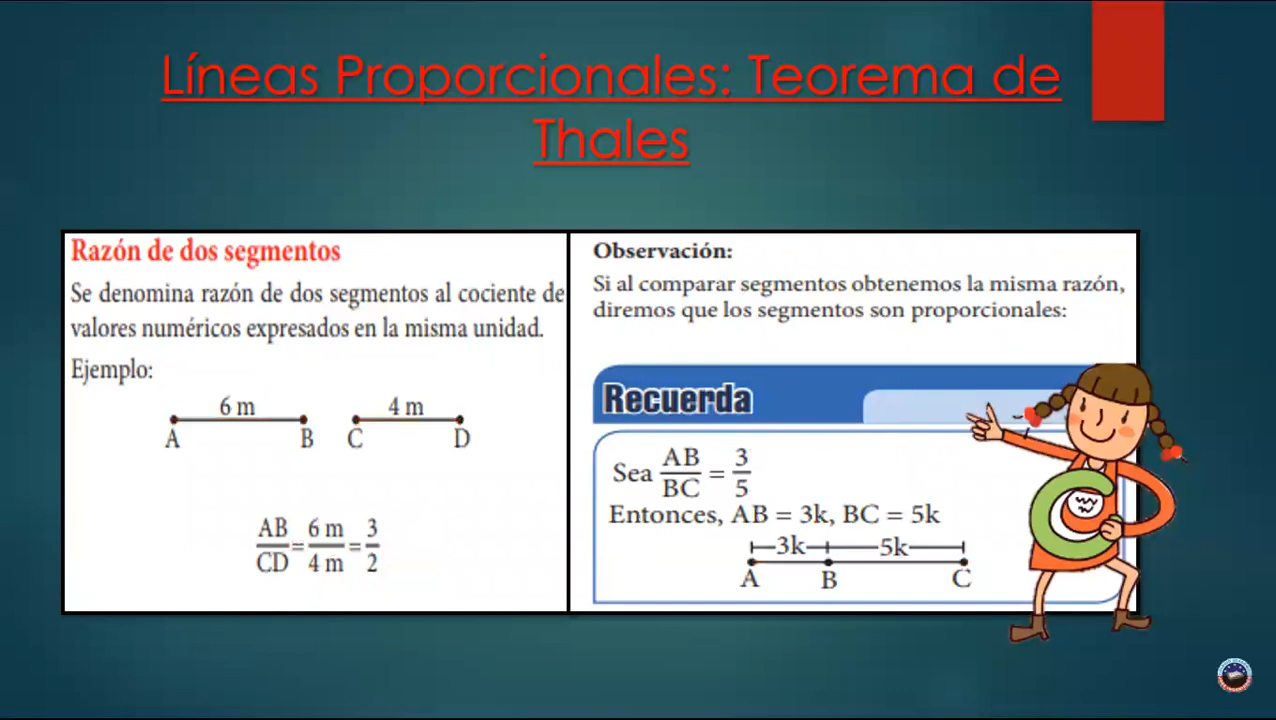 Líneas Proporcionales: Teorema de
Thales
Razón de dos segmentos
Se denomina razón de dos segmentos al cociente de
valores numéricos expresados en la misma unidad.
Ejemplo:
6 m 4 m
A B C D
AB/CD = 6 m/4 m = 3/2
Observación:
Si al comparar segmentos obtenemos la misma razón,
diremos que los segmentos son proporcionales:
Recuerda
Sea AB/BC = 3/5
Entonces, AB = 3k, BC = 5k
3k 5k
A B C